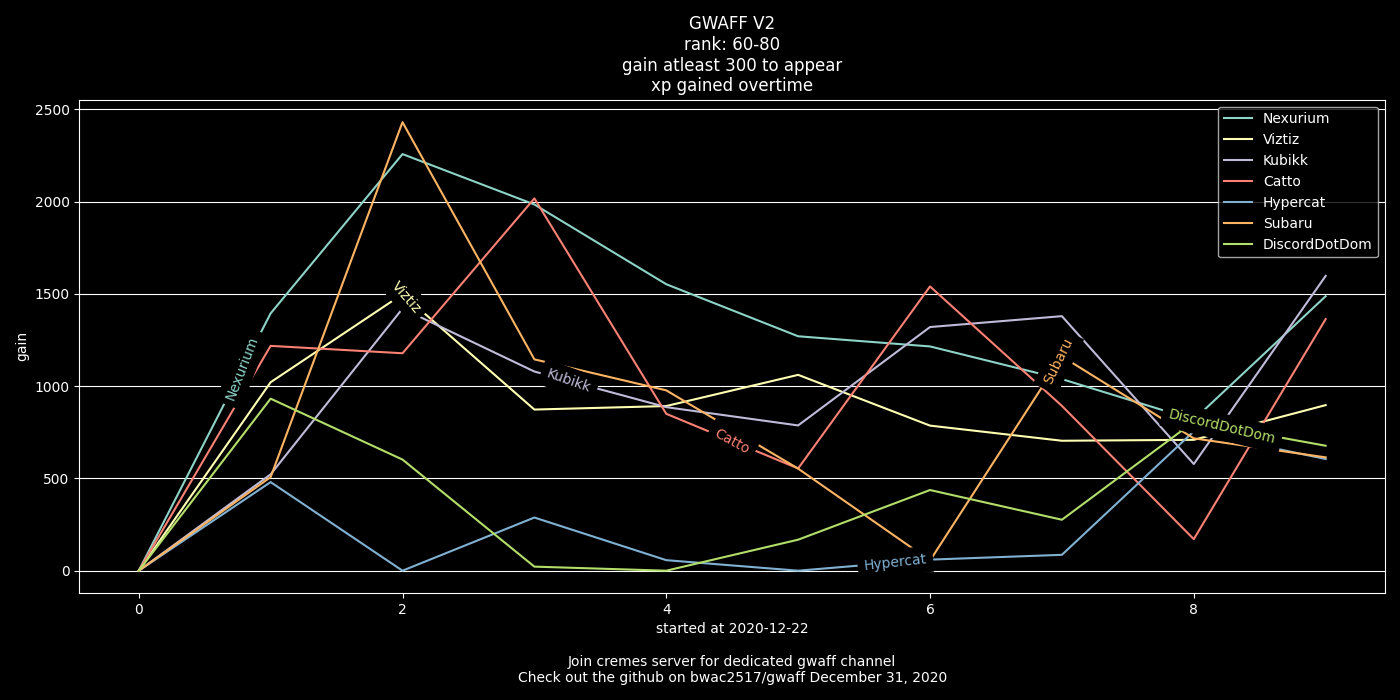 GWAFF V2
rank: 60-80
gain atleast 300 to appear
xp gained overtime
2500
2000
1500
1000
500
0
gain
Nexurium
Viztiz
Kubikk
Catto
Hypercat
Subaru
DiscordDotDom
Nexurium
Viztiz
Kubikk
Catto
Hypercat
Subaru
DiscordDotDom
0 2 4 6 8
started at 2020-12-22
Join cremes server for dedicated gwaff channel
Check out the github on bwac2517/gwaff December 31, 2020